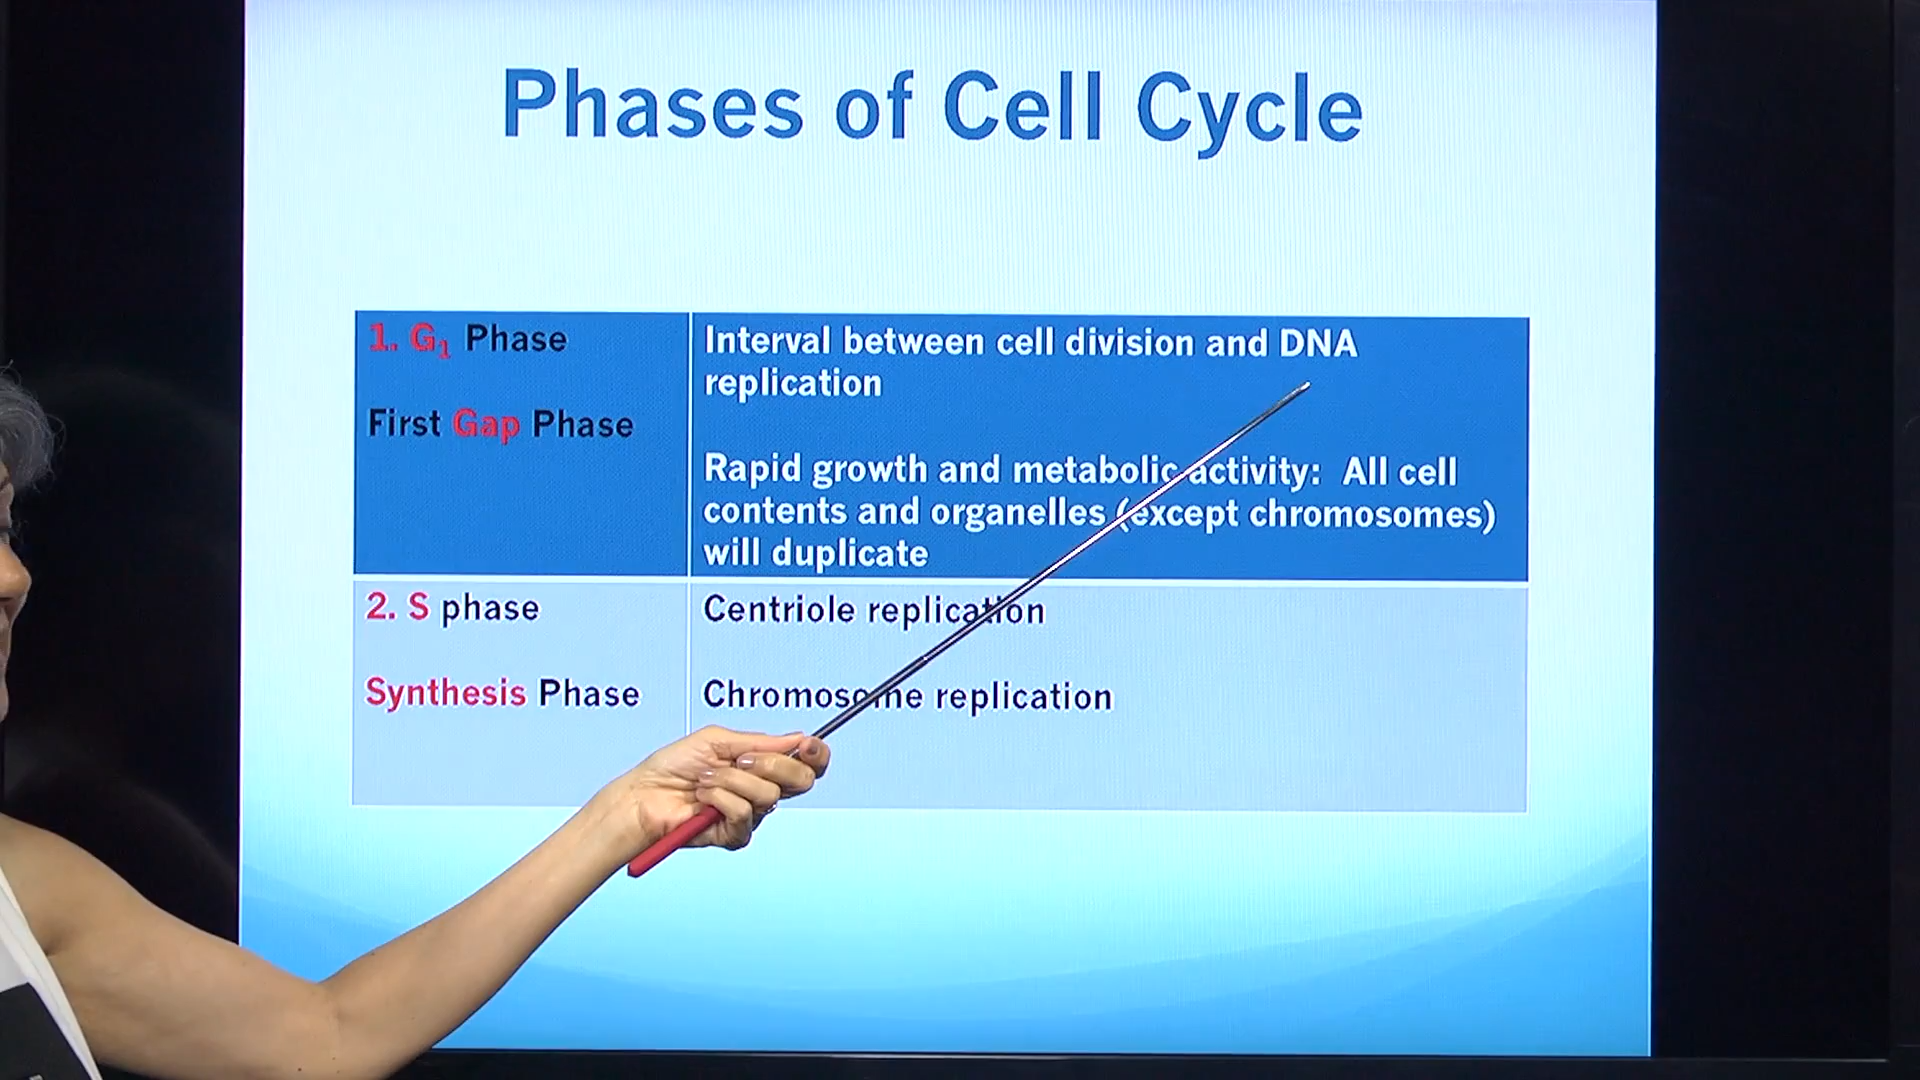 Phases of Cell Cycle
1. G₁ Phase
First Gap Phase
Interval between cell division and DNA
replication
Rapid growth and metabolic activity: All cell
contents and organelles (except chromosomes)
will duplicate
2. S phase
Synthesis Phase
Centriole replication
Chromosome replication